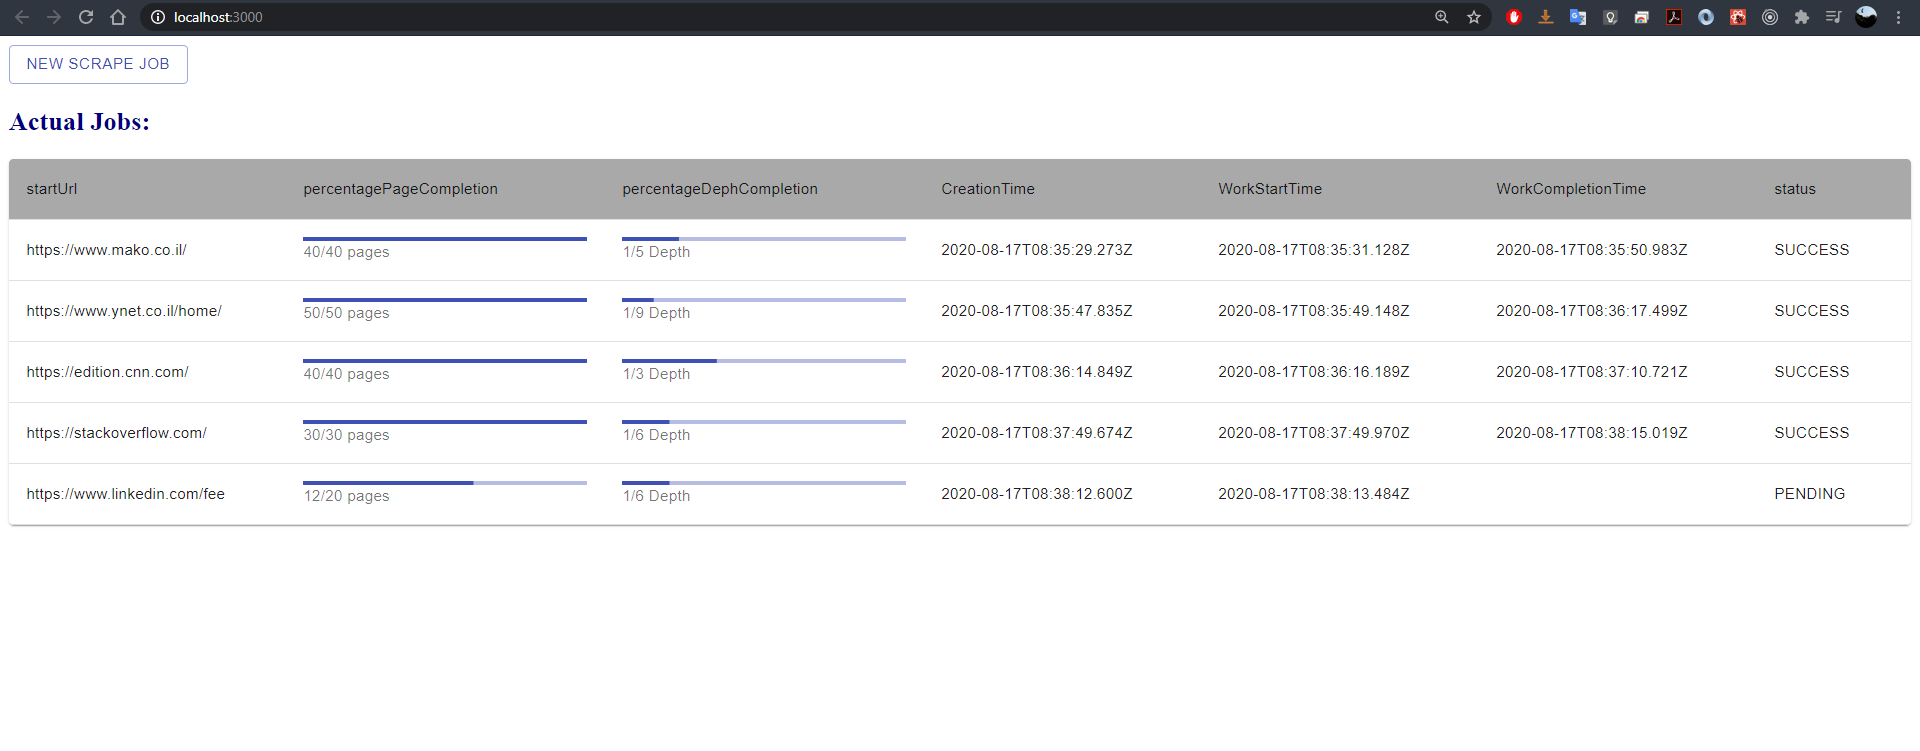 localhost:3000
NEW SCRAPE JOB
Actual Jobs:
startUrl percentagePageCompletion percentageDephCompletion CreationTime WorkStartTime WorkCompletionTime status
https://www.mako.co.il/ 40/40 pages 1/5 Depth 2020-08-17T08:35:29.273Z 2020-08-17T08:35:31.128Z 2020-08-17T08:35:50.983Z SUCCESS
https://www.ynet.co.il/home/ 50/50 pages 1/9 Depth 2020-08-17T08:35:47.835Z 2020-08-17T08:35:49.148Z 2020-08-17T08:36:17.499Z SUCCESS
https://edition.cnn.com/ 40/40 pages 1/3 Depth 2020-08-17T08:36:14.849Z 2020-08-17T08:36:16.189Z 2020-08-17T08:37:10.721Z SUCCESS
https://stackoverflow.com/ 30/30 pages 1/6 Depth 2020-08-17T08:37:49.674Z 2020-08-17T08:37:49.970Z 2020-08-17T08:38:15.019Z SUCCESS
https://www.linkedin.com/fee 12/20 pages 1/6 Depth 2020-08-17T08:38:12.600Z 2020-08-17T08:38:13.484Z PENDING